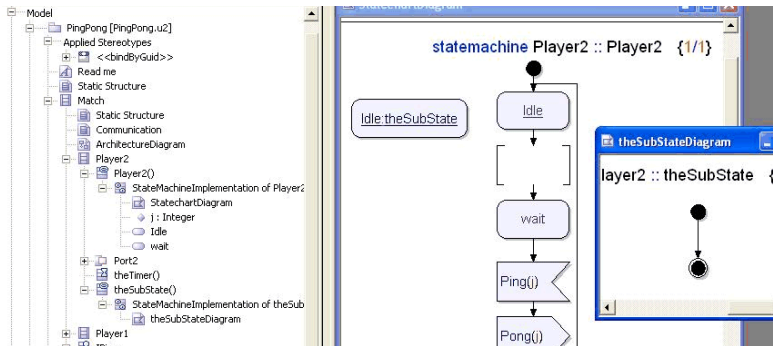 Model
PingPong [PingPong.u2]
Applied Stereotypes
<<bindByGuid>>
Read me
Static Structure
Match
Static Structure
Communication
ArchitectureDiagram
Player2
Player2()
StateMachineImplementation of Player2
StatechartDiagram
j : Integer
Idle
wait
Port2
theTimer()
theSubState()
StateMachineImplementation of theSub
theSubStateDiagram
Player1
StatechartDiagram
statemachine Player2 :: Player2 {1/1}
Idle:theSubState
Idle
wait
Ping(j)
Pong(j)
theSubStateDiagram
layer2 :: theSubState {